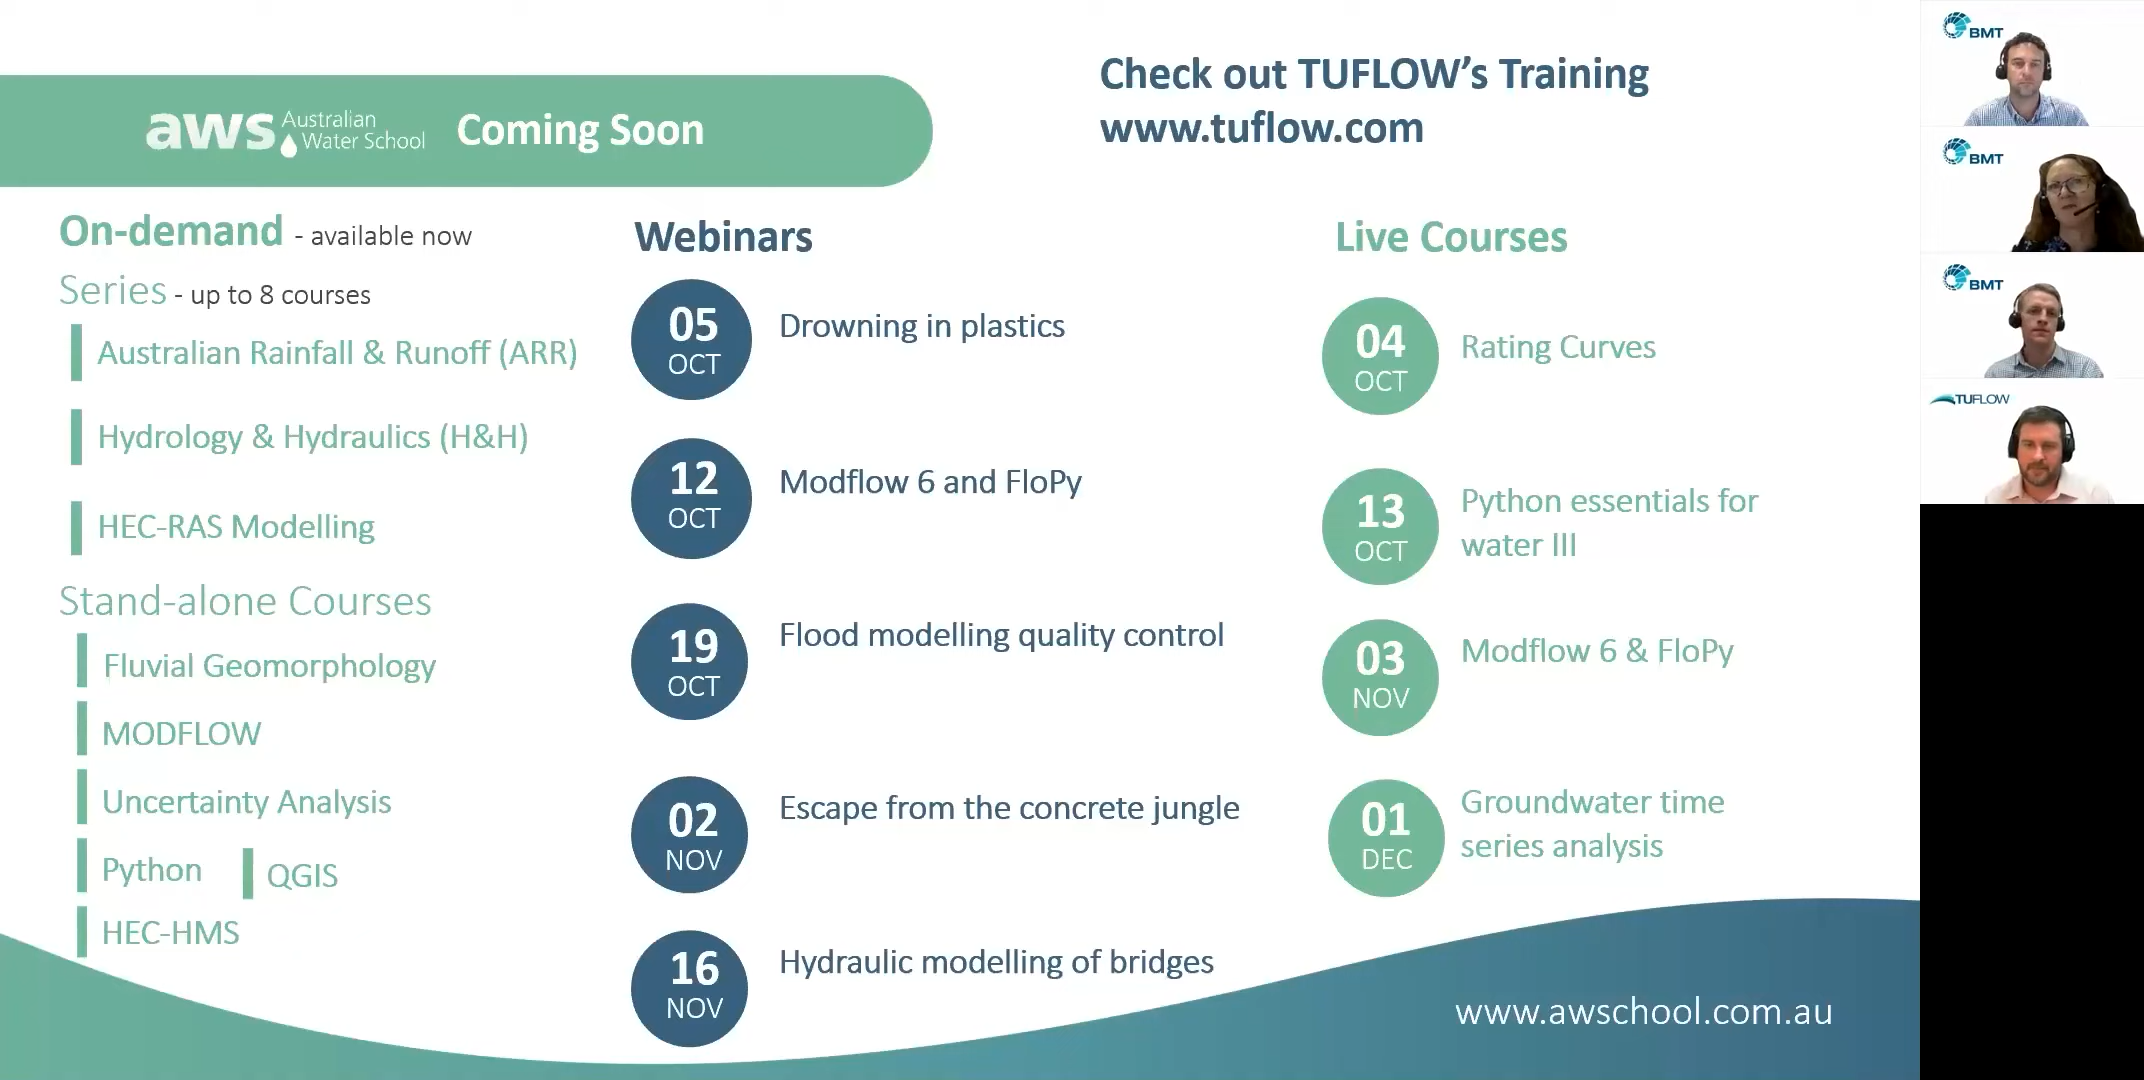 aws Australian
Water School
Coming Soon
Check out TUFLOW's Training
www.tuflow.com
On-demand - available now
Series - up to 8 courses
Australian Rainfall & Runoff (ARR)
Hydrology & Hydraulics (H&H)
HEC-RAS Modelling
Stand-alone Courses
Fluvial Geomorphology
MODFLOW
Uncertainty Analysis
Python
QGIS
HEC-HMS
Webinars
05
OCT
Drowning in plastics
12
OCT
Modflow 6 and FloPy
19
OCT
Flood modelling quality control
02
NOV
Escape from the concrete jungle
16
NOV
Hydraulic modelling of bridges
Live Courses
04
OCT
Rating Curves
13
OCT
Python essentials for
water III
03
NOV
Modflow 6 & FloPy
01
DEC
Groundwater time
series analysis
www.awschool.com.au
BMT
BMT
BMT
TUFLOW